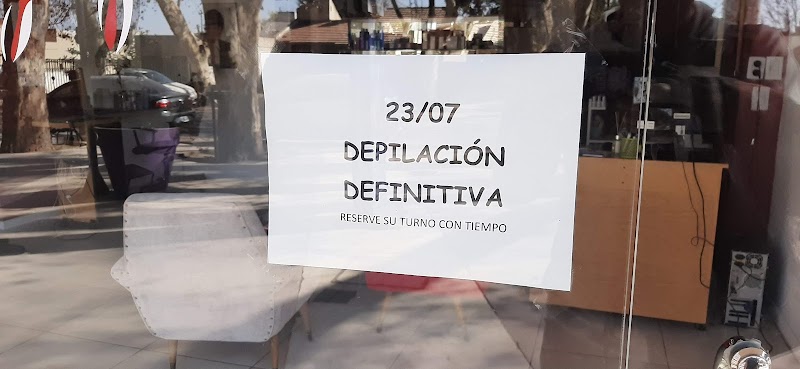 23/07
DEPILACIÓN
DEFINITIVA
RESERVE SU TURNO CON TIEMPO